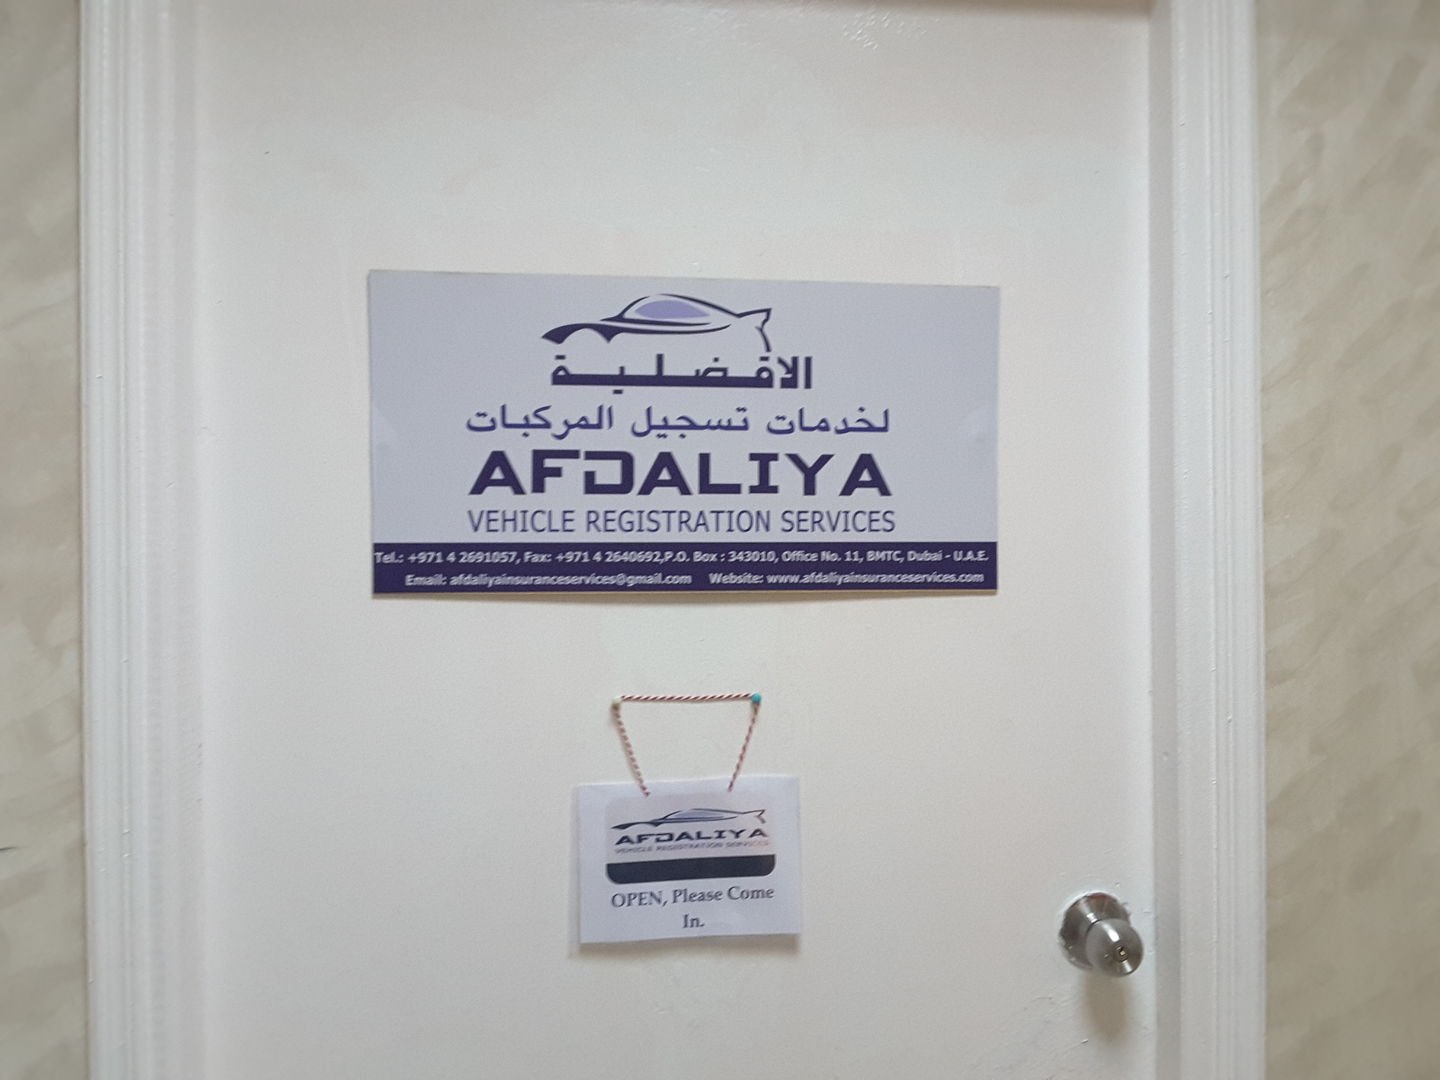 الافضلية
لخدمات تسجيل المركبات
AFDALIYA
VEHICLE REGISTRATION SERVICES
Tel.: +971 4 2691057, Fax: +971 4 2640692,P.O. Box : 343010, Office No. 11, BMTC, Dubai - U.A.E.
Email: afdaliyainsuranceservices@gmail.com Website: www.afdaliyainsuranceservices.com
AFDALIYA
VEHICLE REGISTRATION SERVICES
OPEN, Please Come
In.